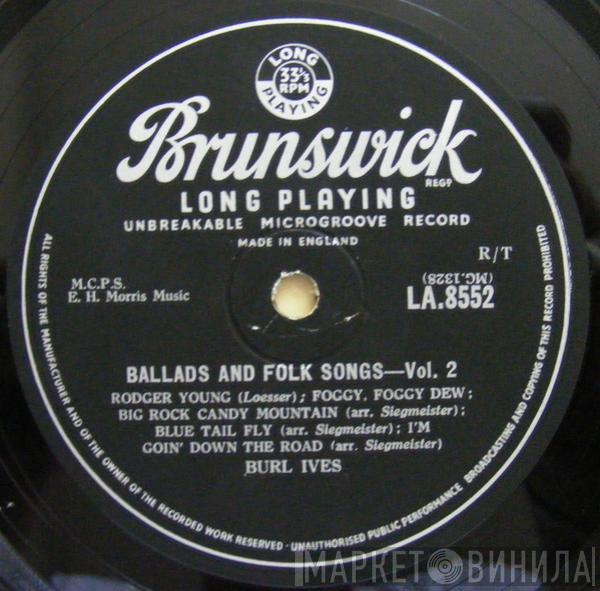 LONG
33⅓
RPM
PLAYING
Brunswick
REGD
LONG PLAYING
UNBREAKABLE MICROGROOVE RECORD
MADE IN ENGLAND
R/T
(MG.1328)
M.C.P.S.
E. H. Morris Music
LA.8552
BALLADS AND FOLK SONGS—Vol. 2
RODGER YOUNG (Loesser); FOGGY, FOGGY DEW;
BIG ROCK CANDY MOUNTAIN (arr. Siegmeister);
BLUE TAIL FLY (arr. Siegmeister); I'M
GOIN' DOWN THE ROAD (arr. Siegmeister)
BURL IVES
ALL RIGHTS OF THE MANUFACTURER AND OF THE OWNER OF THE RECORDED WORK RESERVED · UNAUTHORISED PUBLIC PERFORMANCE BROADCASTING AND COPYING OF THIS RECORD PROHIBITED
МАРКЕТ ВИНИЛА